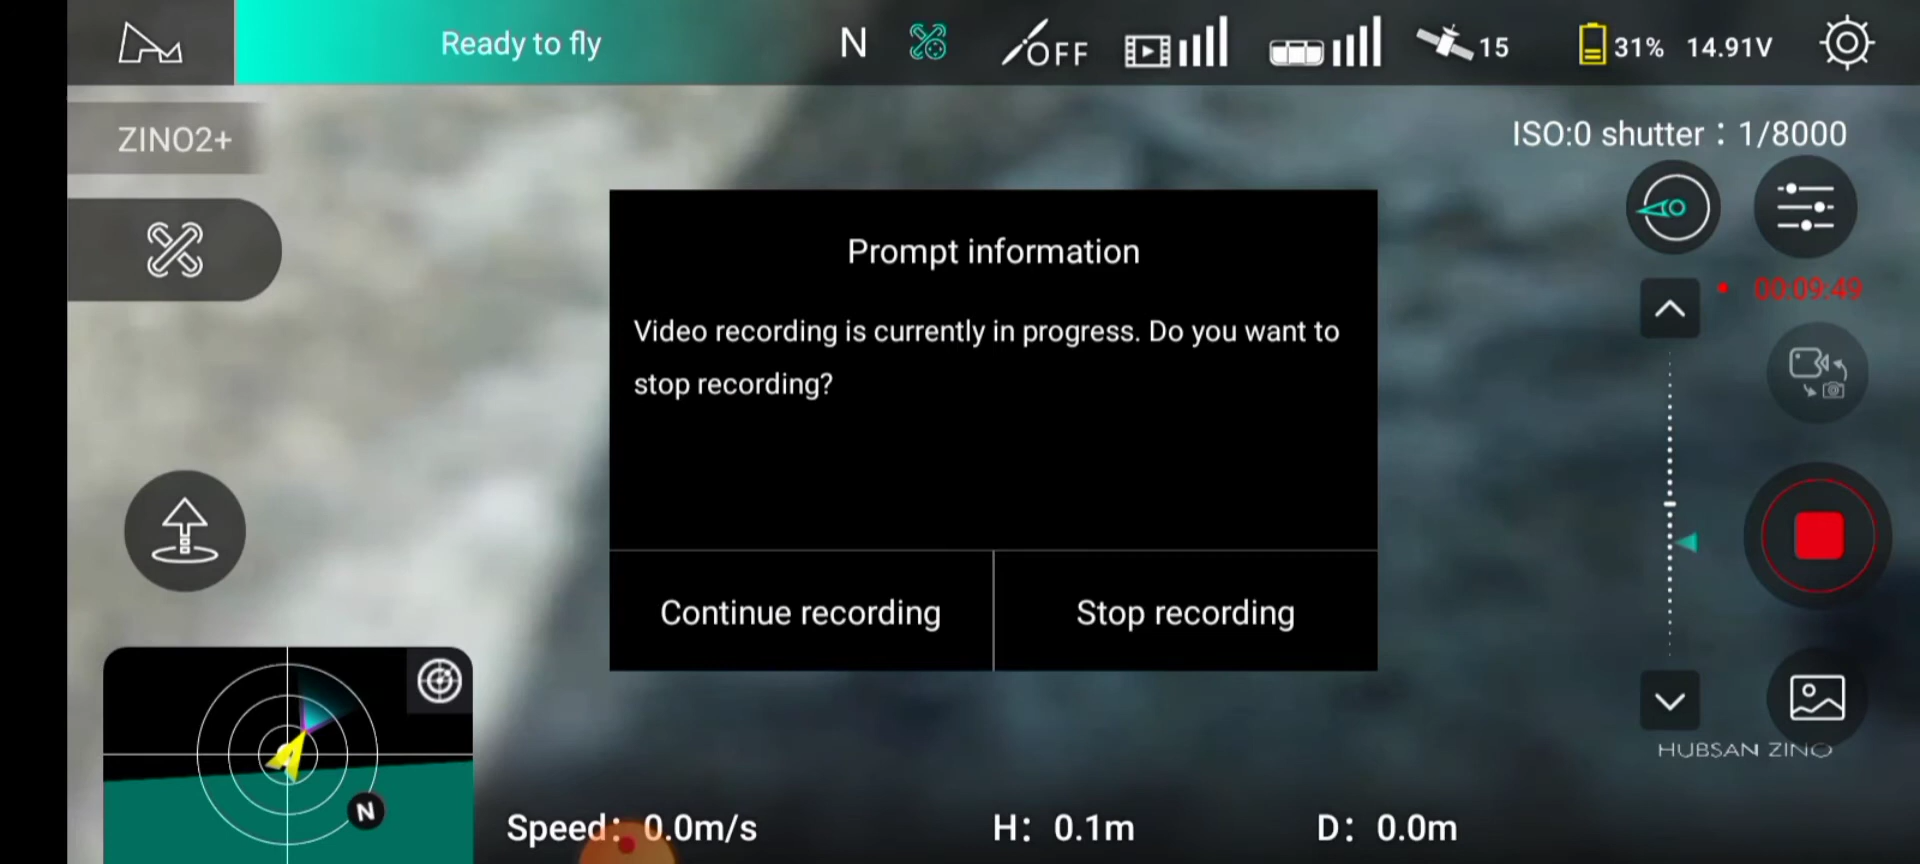 Ready to fly
N
OFF
15
31%
14.91V
ZINO2+
ISO:0 shutter：1/8000
Prompt information
Video recording is currently in progress. Do you want to
stop recording?
00:09:49
Continue recording
Stop recording
HUBSAN ZINO
N
Speed：0.0m/s
H：0.1m
D：0.0m